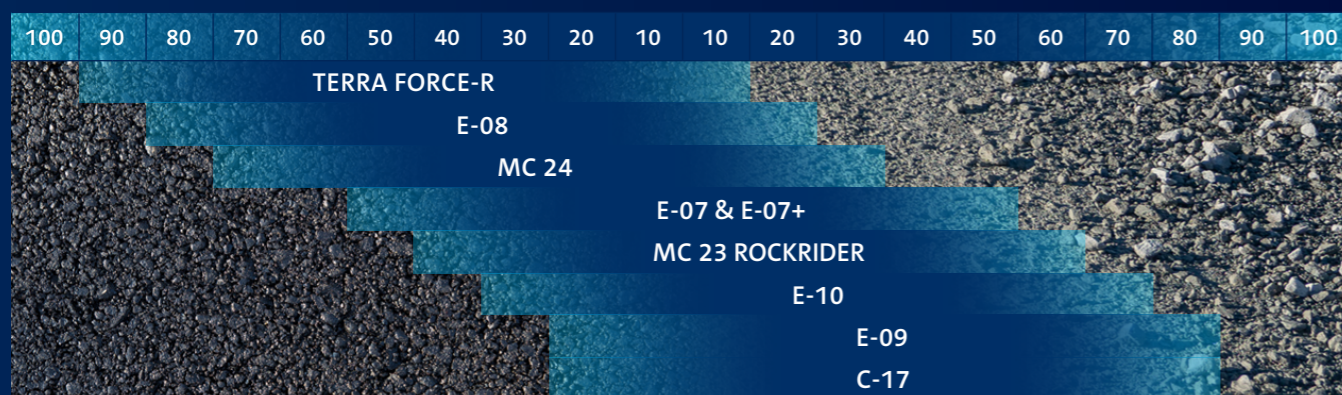 100 90 80 70 60 50 40 30 20 10 10 20 30 40 50 60 70 80 90 100
TERRA FORCE-R
E-08
MC 24
E-07 & E-07+
MC 23 ROCKRIDER
E-10
E-09
C-17